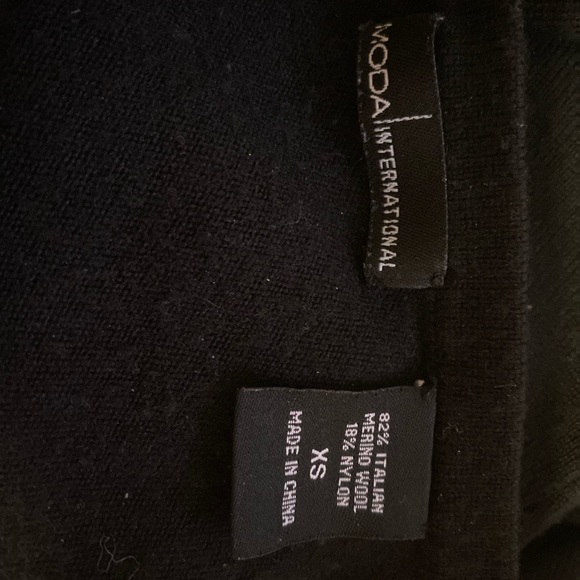 MODA INTERNATIONAL
82% ITALIAN
MERINO WOOL
18% NYLON
XS
MADE IN CHINA